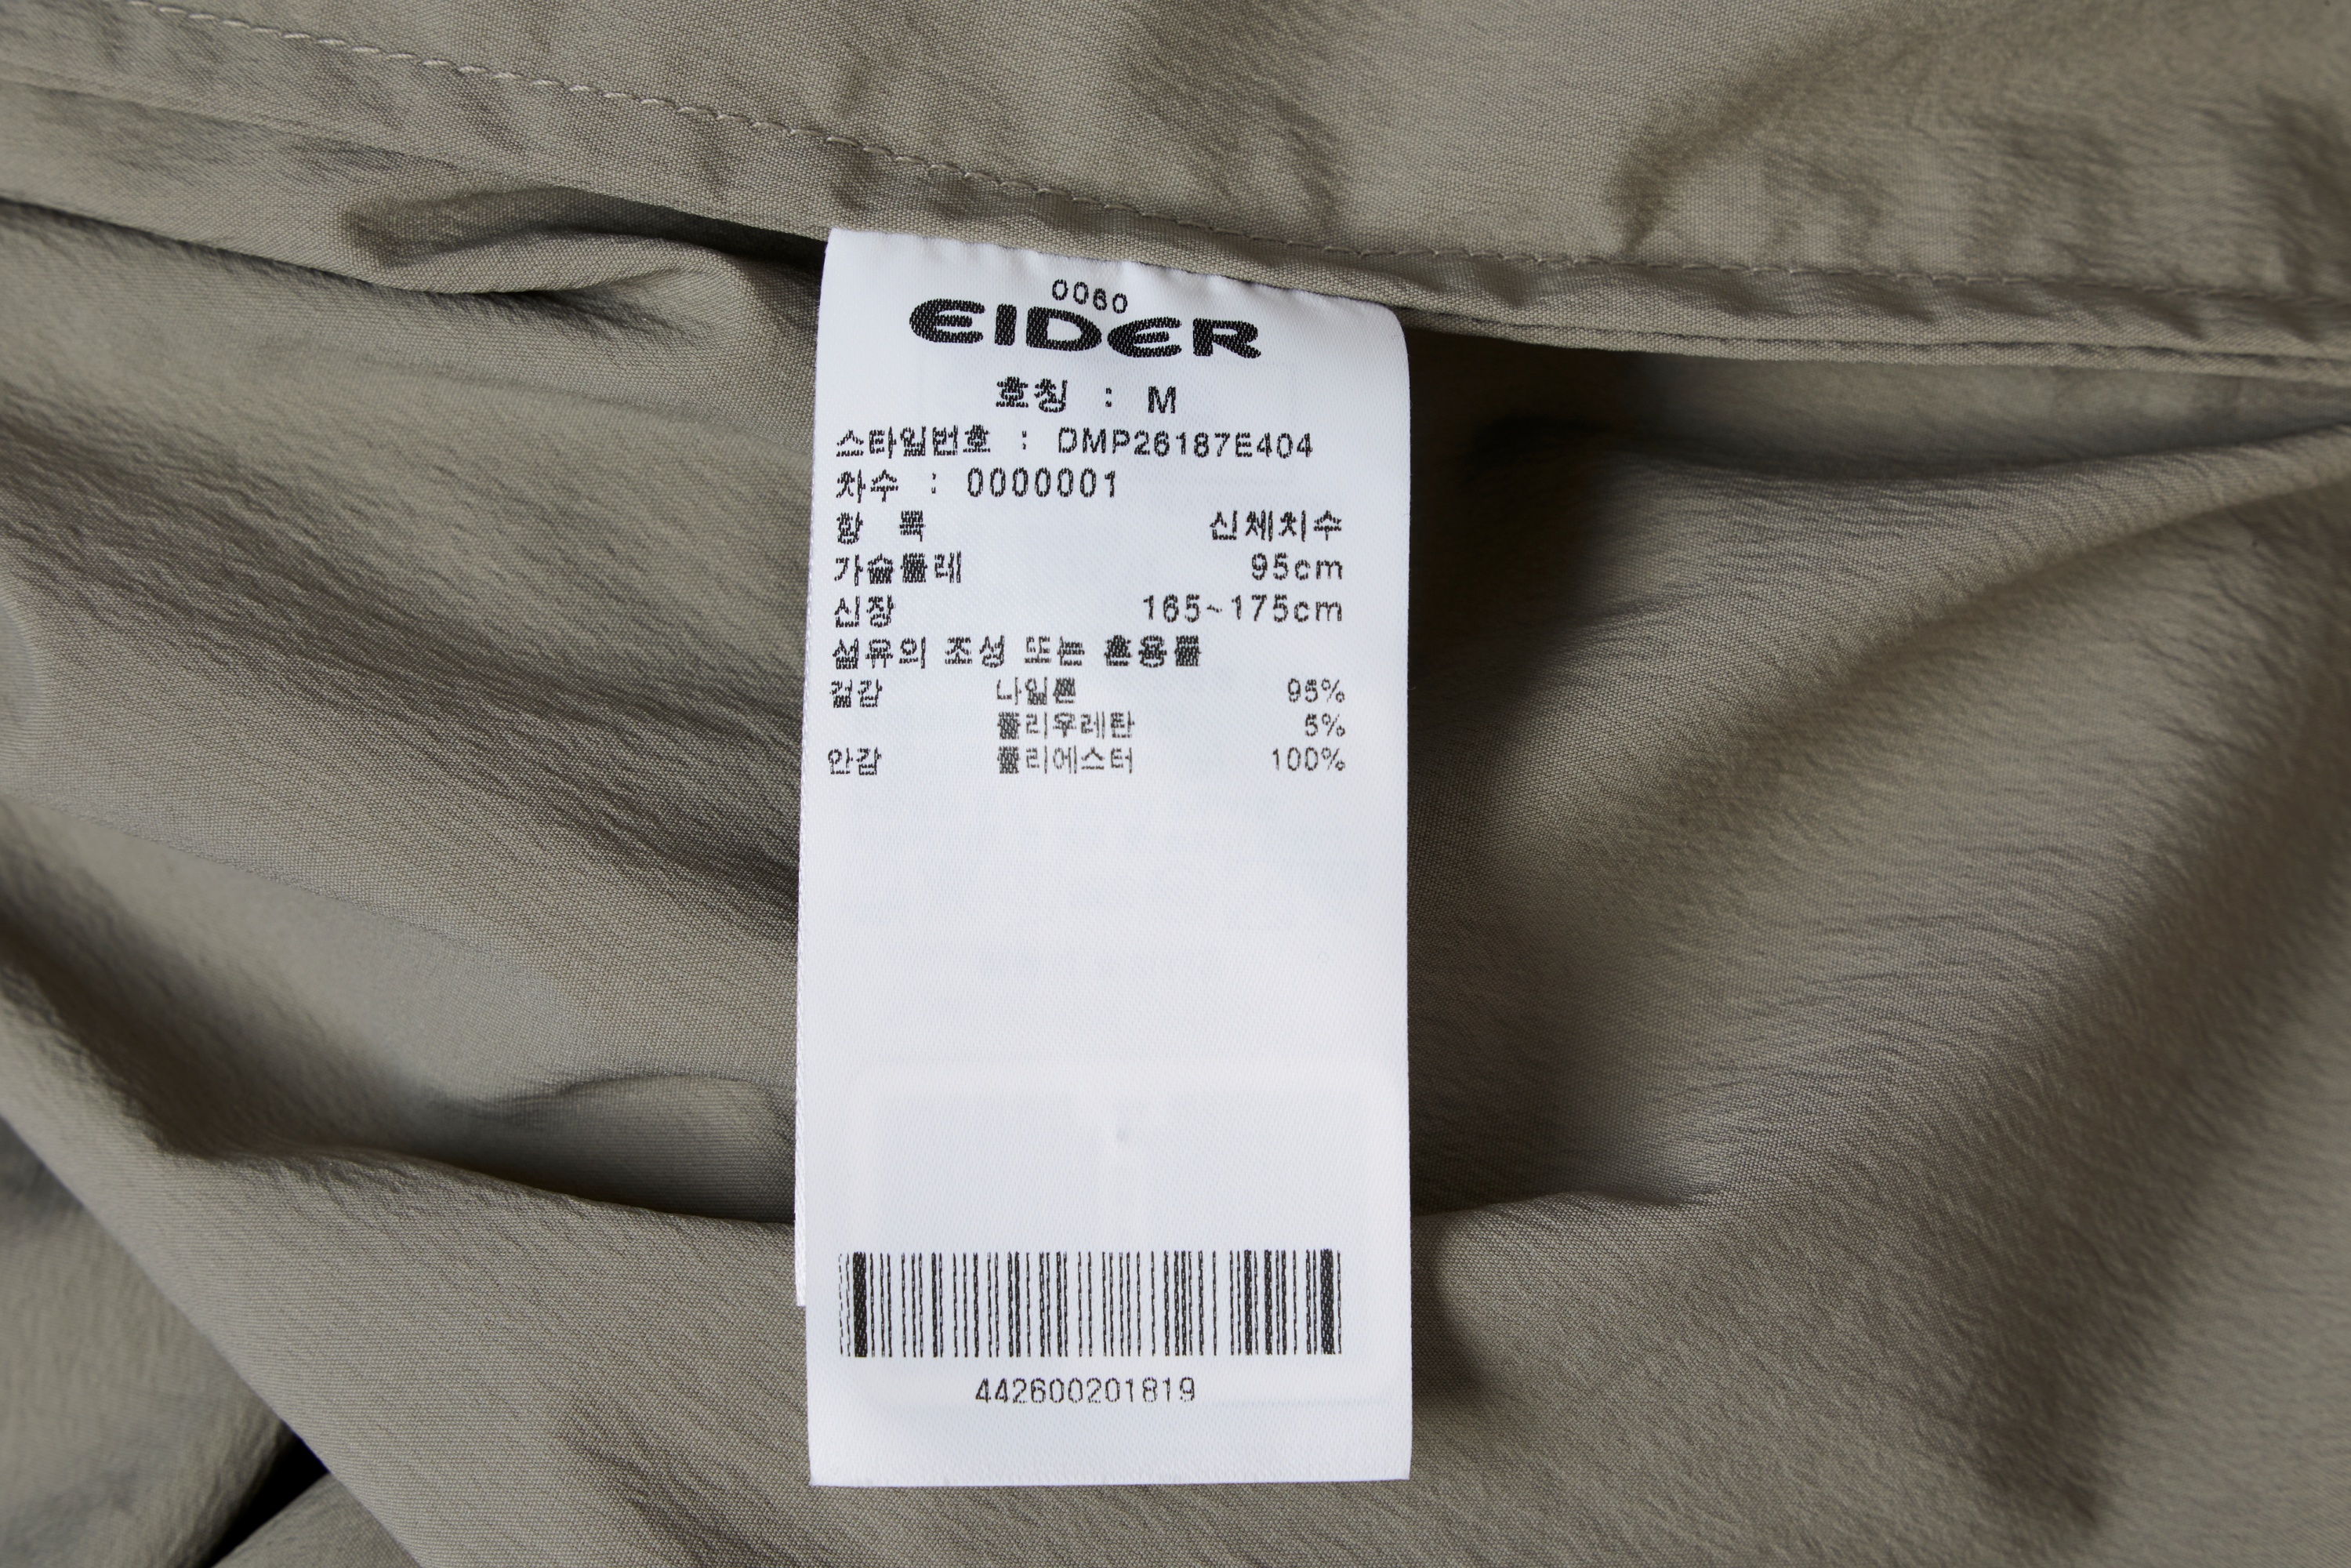 0060
EIDER
호칭 : M
스타일번호 : DMP26187E404
차수 : 0000001
항 목 신체치수
가슴둘레 95cm
신장 165~175cm
섬유의 조성 또는 혼용률
겉감 나일론 95%
폴리우레탄 5%
안감 폴리에스터 100%
442600201819